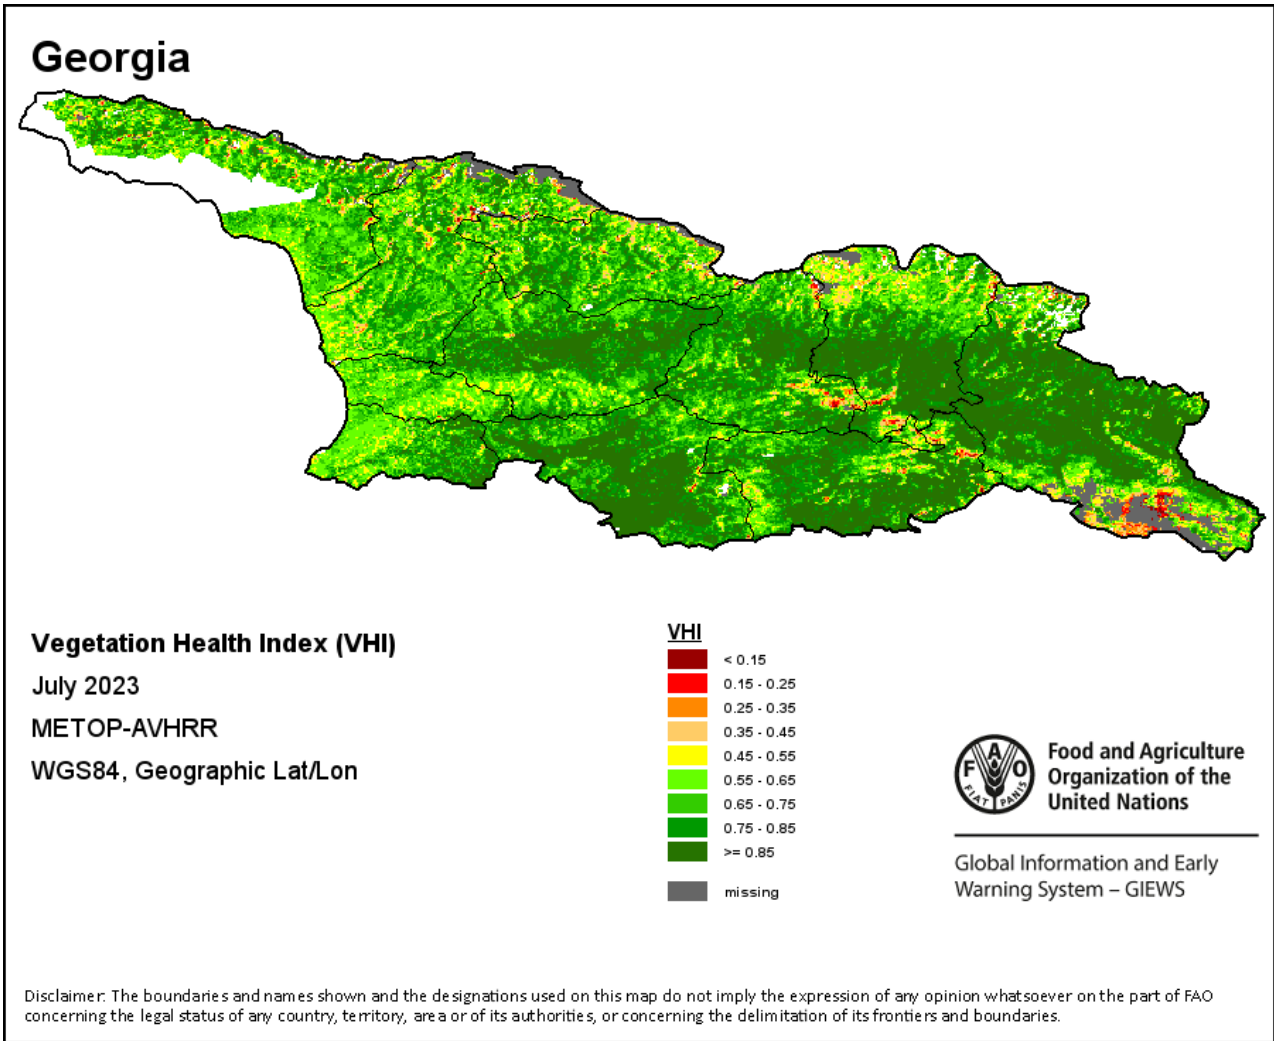 Georgia
Vegetation Health Index (VHI)
July 2023
METOP-AVHRR
WGS84, Geographic Lat/Lon
VHI
< 0.15
0.15 - 0.25
0.25 - 0.35
0.35 - 0.45
0.45 - 0.55
0.55 - 0.65
0.65 - 0.75
0.75 - 0.85
>= 0.85
missing
F A O
FIAT PANIS
Food and Agriculture
Organization of the
United Nations
Global Information and Early
Warning System – GIEWS
Disclaimer: The boundaries and names shown and the designations used on this map do not imply the expression of any opinion whatsoever on the part of FAO
concerning the legal status of any country, territory, area or of its authorities, or concerning the delimitation of its frontiers and boundaries.